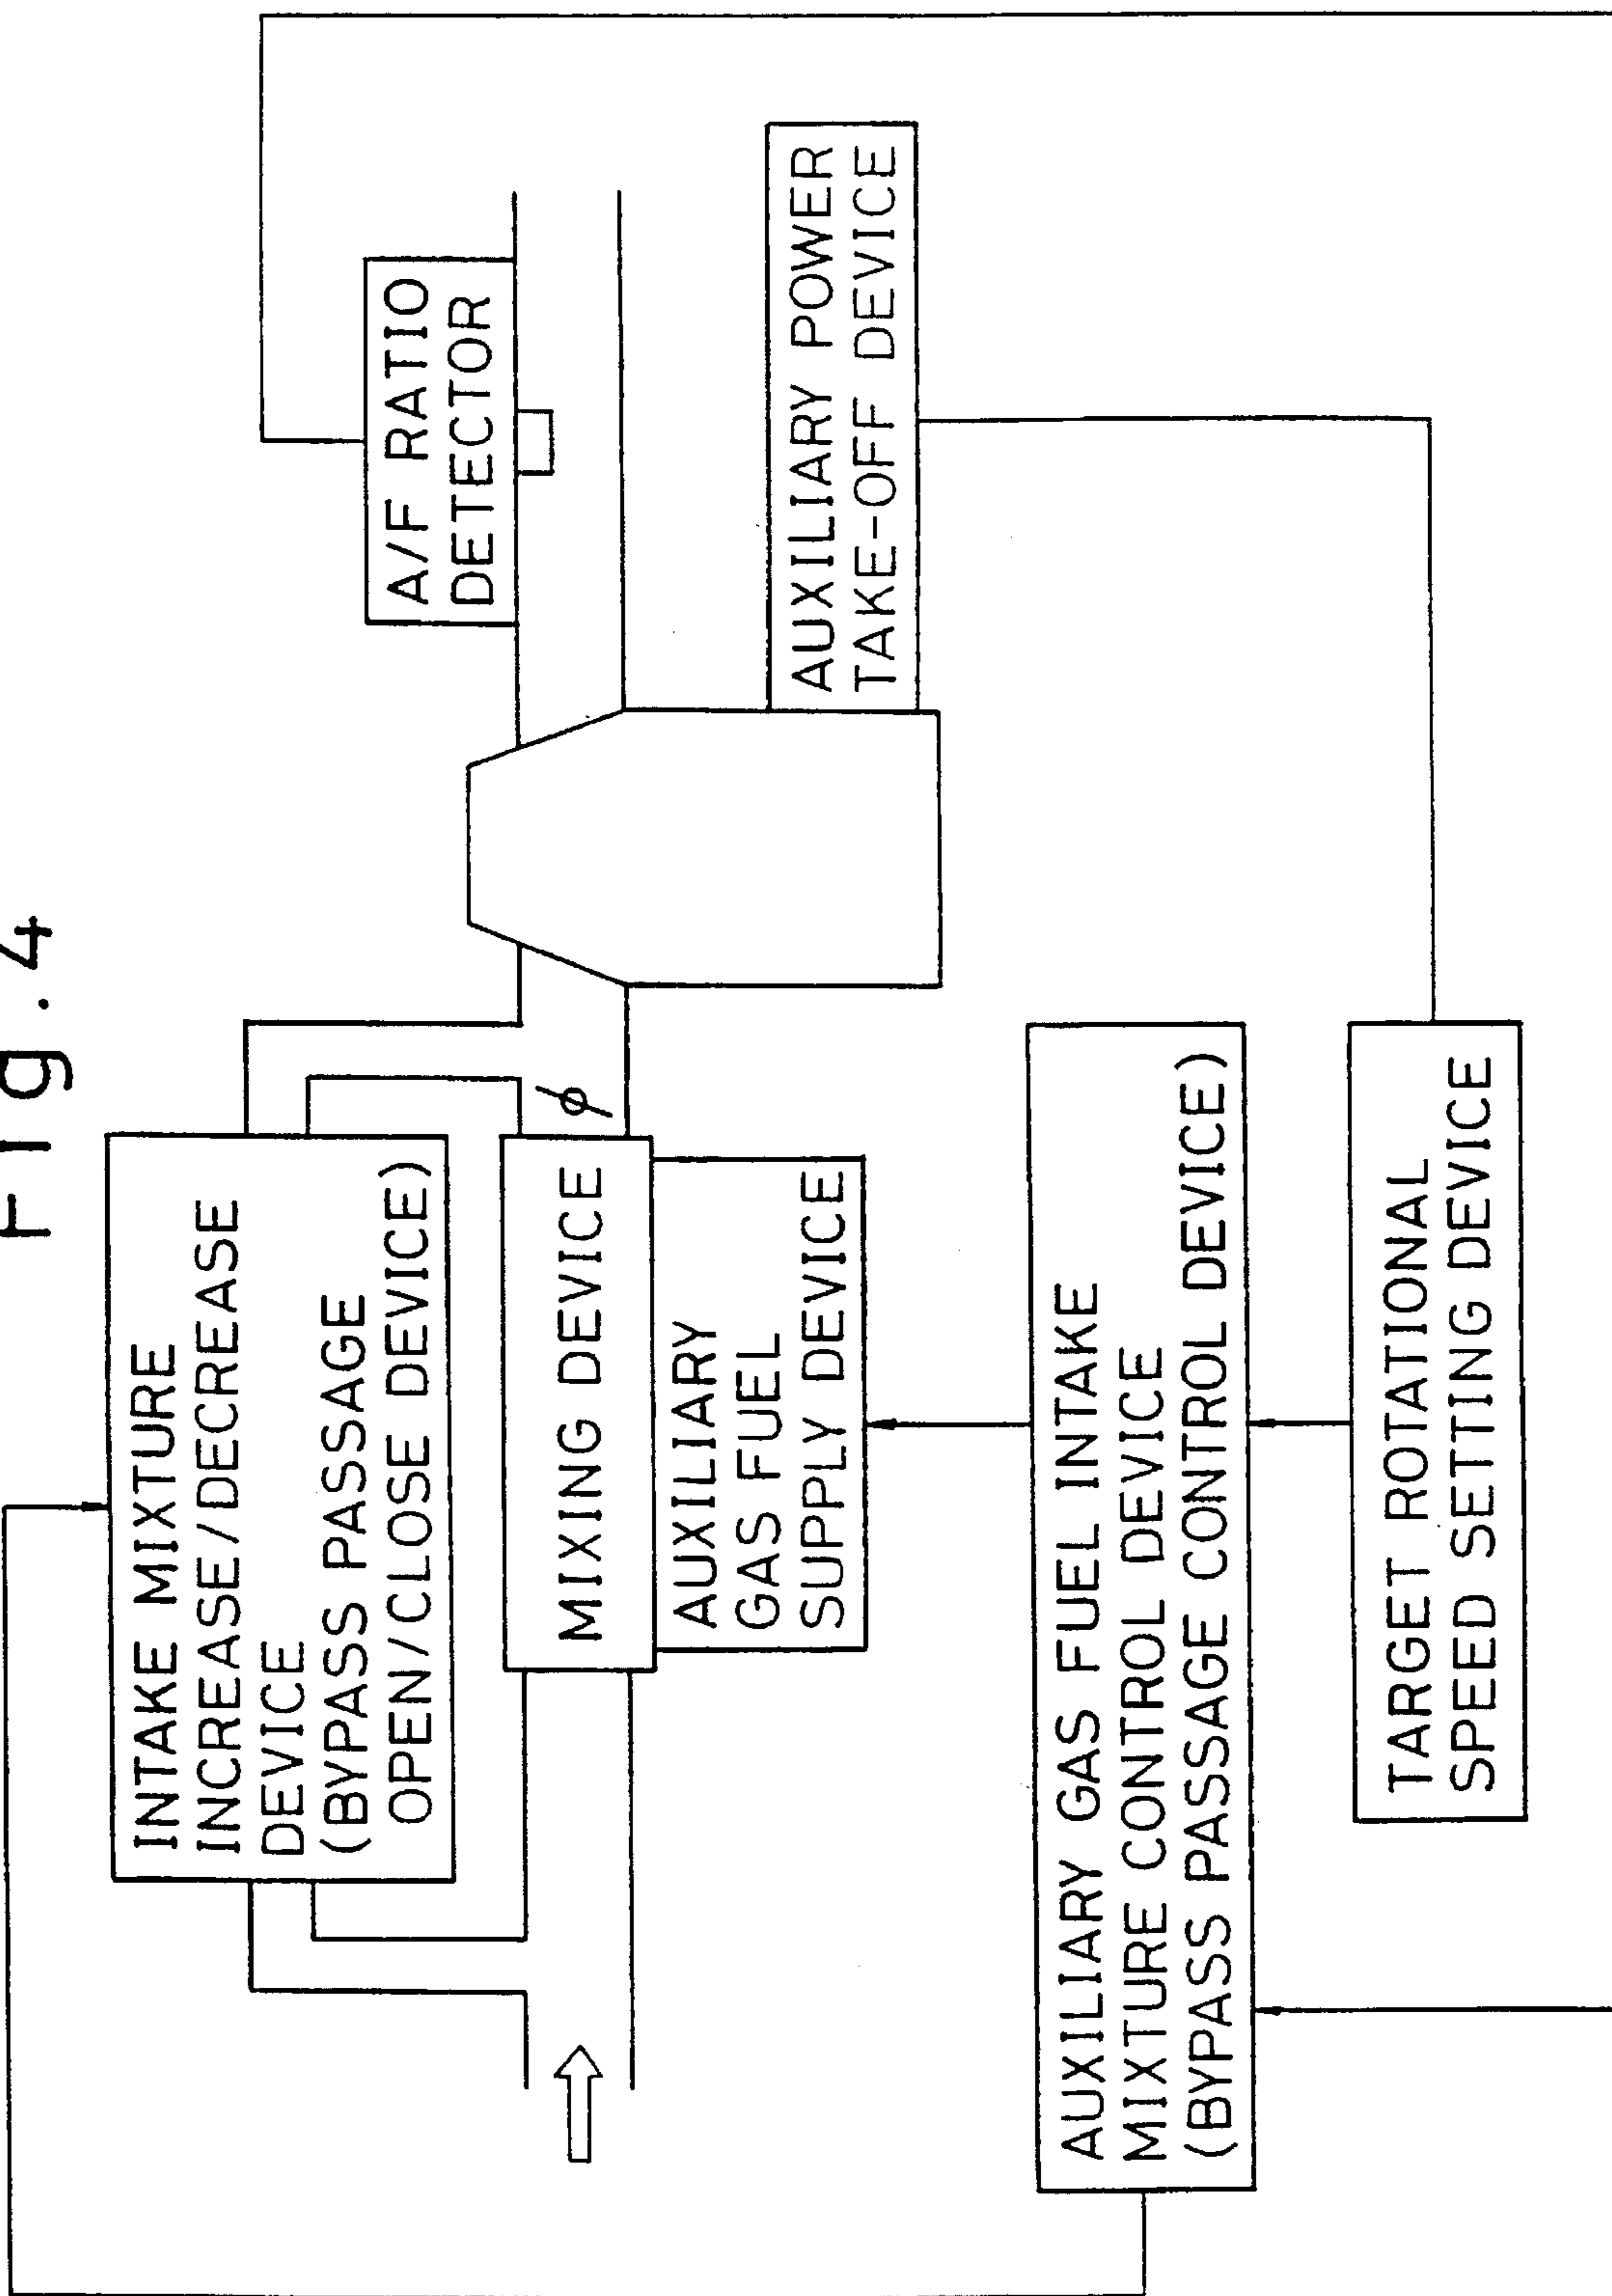 Fig.4
INTAKE MIXTURE
INCREASE/DECREASE
DEVICE
(BYPASS PASSAGE
OPEN/CLOSE DEVICE)
MIXING DEVICE
AUXILIARY
GAS FUEL
SUPPLY DEVICE
A/F RATIO
DETECTOR
AUXILIARY POWER
TAKE-OFF DEVICE
AUXILIARY GAS FUEL INTAKE
MIXTURE CONTROL DEVICE
(BYPASS PASSAGE CONTROL DEVICE)
TARGET ROTATIONAL
SPEED SETTING DEVICE